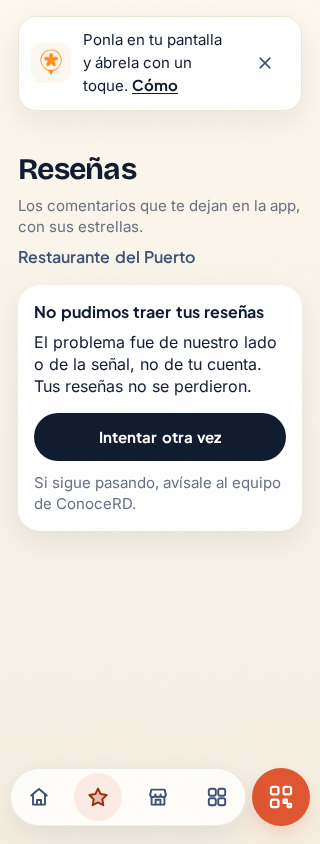 Ponla en tu pantalla
y ábrela con un
toque. Cómo
Reseñas
Los comentarios que te dejan en la app,
con sus estrellas.
Restaurante del Puerto
No pudimos traer tus reseñas
El problema fue de nuestro lado
o de la señal, no de tu cuenta.
Tus reseñas no se perdieron.
Intentar otra vez
Si sigue pasando, avísale al equipo
de ConoceRD.